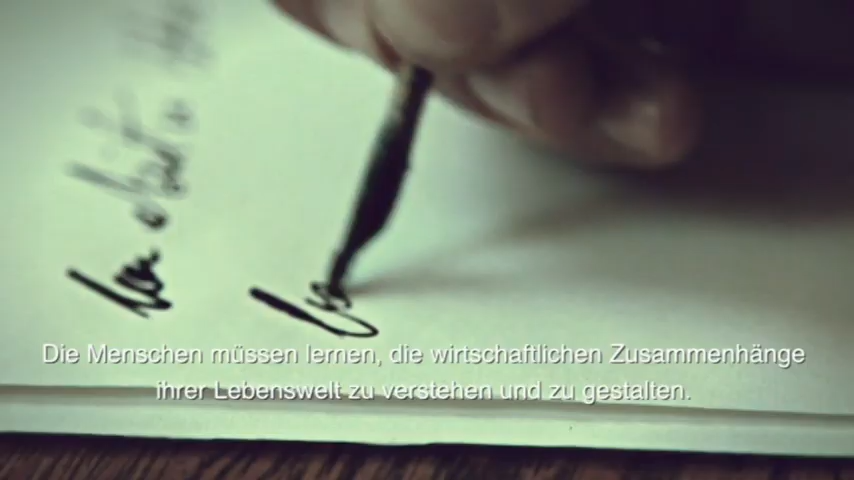 Die Menschen müssen lernen, die wirtschaftlichen Zusammenhänge
ihrer Lebenswelt zu verstehen und zu gestalten.